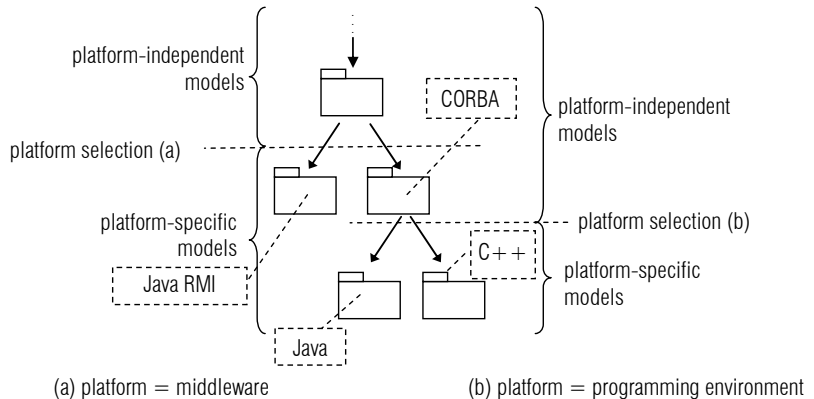 platform-independent
models
CORBA
platform-independent
models
platform selection (a)
platform-specific
models
platform selection (b)
C++
platform-specific
models
Java RMI
Java
(a) platform = middleware
(b) platform = programming environment